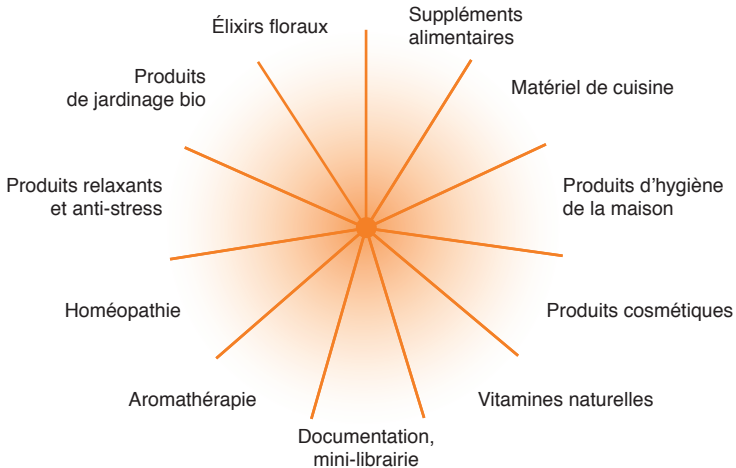 Élixirs floraux
Suppléments
alimentaires
Matériel de cuisine
Produits d’hygiène
de la maison
Produits cosmétiques
Vitamines naturelles
Documentation,
mini-librairie
Aromathérapie
Homéopathie
Produits relaxants
et anti-stress
Produits
de jardinage bio